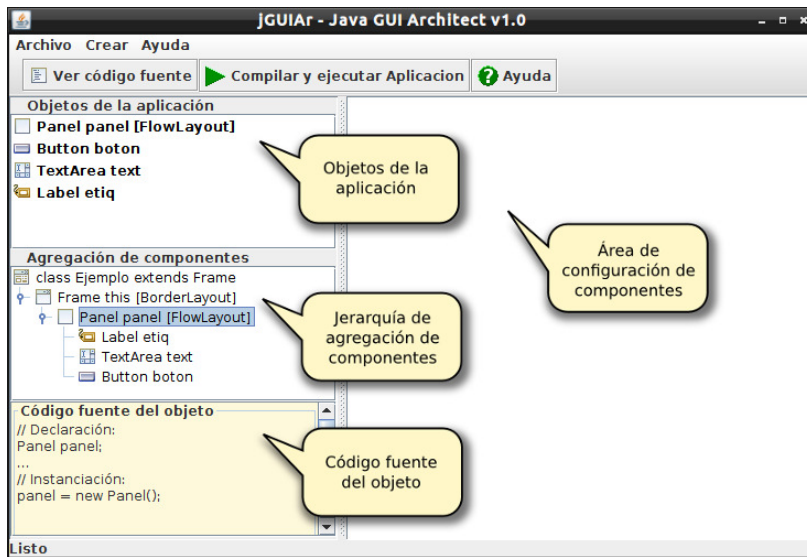 jGUIAr - Java GUI Architect v1.0
Archivo Crear Ayuda
Ver código fuente Compilar y ejecutar Aplicacion Ayuda
Objetos de la aplicación
Panel panel [FlowLayout]
Button boton
TextArea text
Label etiq
Objetos de la
aplicación
Área de
configuración de
componentes
Agregación de componentes
class Ejemplo extends Frame
Frame this [BorderLayout]
Panel panel [FlowLayout]
Label etiq
TextArea text
Button boton
Jerarquía de
agregación de
componentes
Código fuente del objeto
// Declaración:
Panel panel;
...
// Instanciación:
panel = new Panel();
Código fuente
del objeto
Listo